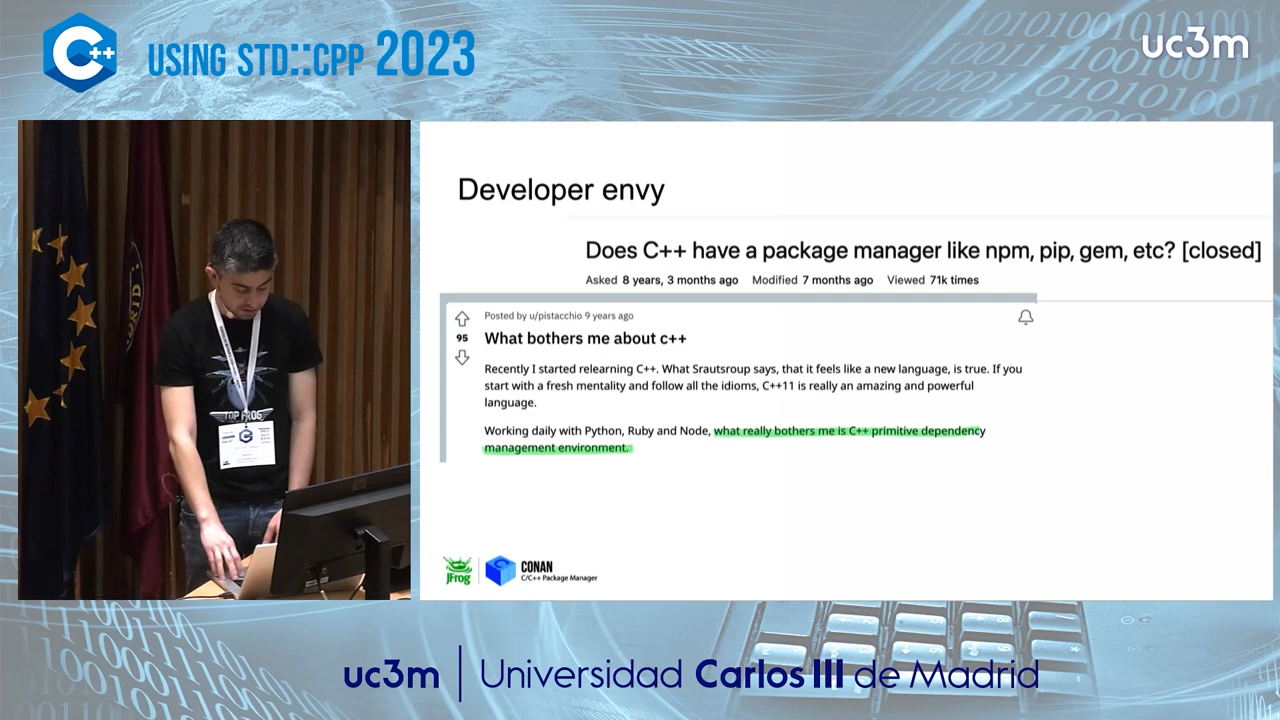 C++
USING STD::CPP 2023
uc3m
Developer envy
Does C++ have a package manager like npm, pip, gem, etc? [closed]
Asked 8 years, 3 months ago Modified 7 months ago Viewed 71k times
Posted by u/pistacchio 9 years ago
95
What bothers me about c++
Recently I started relearning C++. What Srautsroup says, that it feels like a new language, is true. If you
start with a fresh mentality and follow all the idioms, C++11 is really an amazing and powerful
language.
Working daily with Python, Ruby and Node, what really bothers me is C++ primitive dependency
management environment.
JFrog
CONAN
C/C++ Package Manager
TOP FROG
uc3m | Universidad Carlos III de Madrid